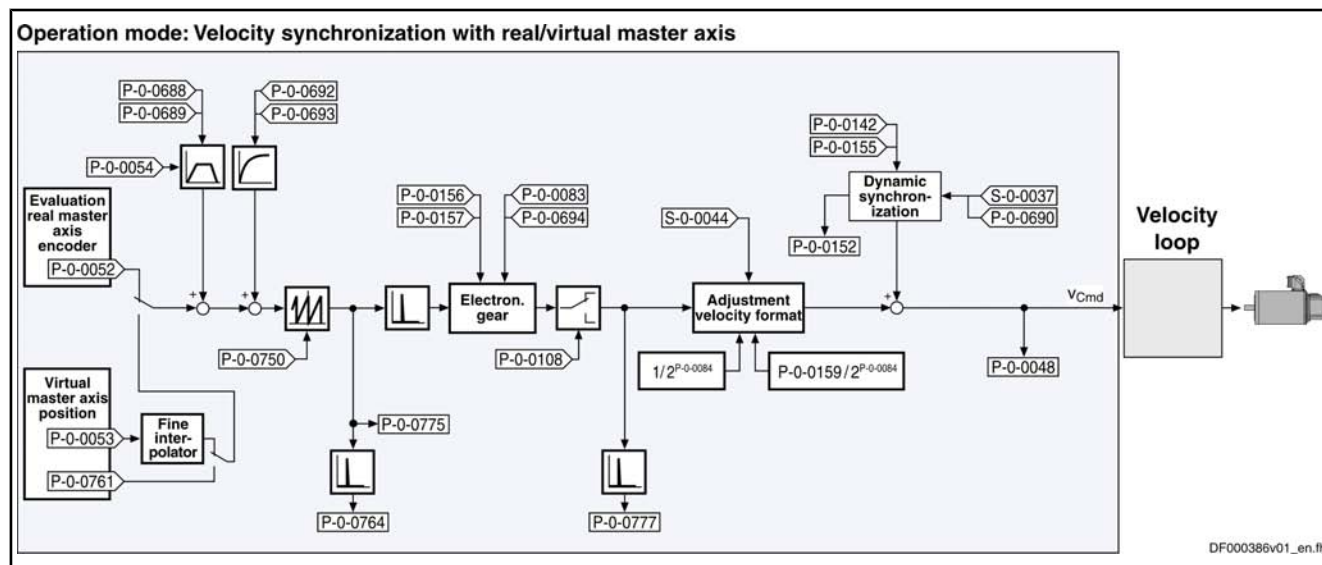 Operation mode: Velocity synchronization with real/virtual master axis
P-0-0688
P-0-0689
P-0-0692
P-0-0693
P-0-0054
P-0-0142
P-0-0155
Evaluation real master
axis
encoder
P-0-0052
P-0-0156
P-0-0157
P-0-0083
P-0-0694
S-0-0044
Dynamic
synchron-
ization
S-0-0037
P-0-0690
P-0-0152
Velocity
loop
+
+
Electron.
gear
Adjustment
velocity format
+
vCmd
P-0-0750
P-0-0108
1/2^P-0-0084
P-0-0159/2^P-0-0084
P-0-0048
Virtual
master axis
position
P-0-0053
Fine
inter-
polator
P-0-0761
P-0-0775
P-0-0764
P-0-0777
DF000386v01_en.fh